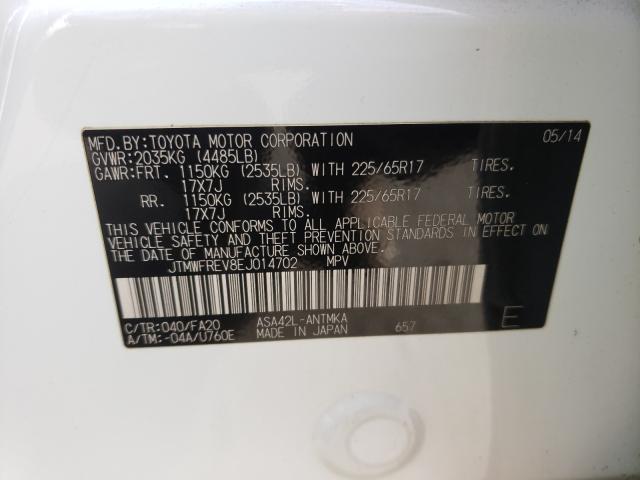 MFD.BY:TOYOTA MOTOR CORPORATION 05/14
GVWR:2035KG (4485LB)
GAWR:FRT. 1150KG (2535LB) WITH 225/65R17 TIRES.
17X7J RIMS.
RR. 1150KG (2535LB) WITH 225/65R17 TIRES.
17X7J RIMS.
THIS VEHICLE CONFORMS TO ALL APPLICABLE FEDERAL MOTOR
VEHICLE SAFETY AND THEFT PREVENTION STANDARDS IN EFFECT ON
THE DATE OF MANUFACTURE SHOWN ABOVE.
JTMWFREV8EJ014702 MPV
C/TR:040/FA20 ASA42L-ANTMKA
A/TM:-04A/U760E MADE IN JAPAN 657 E